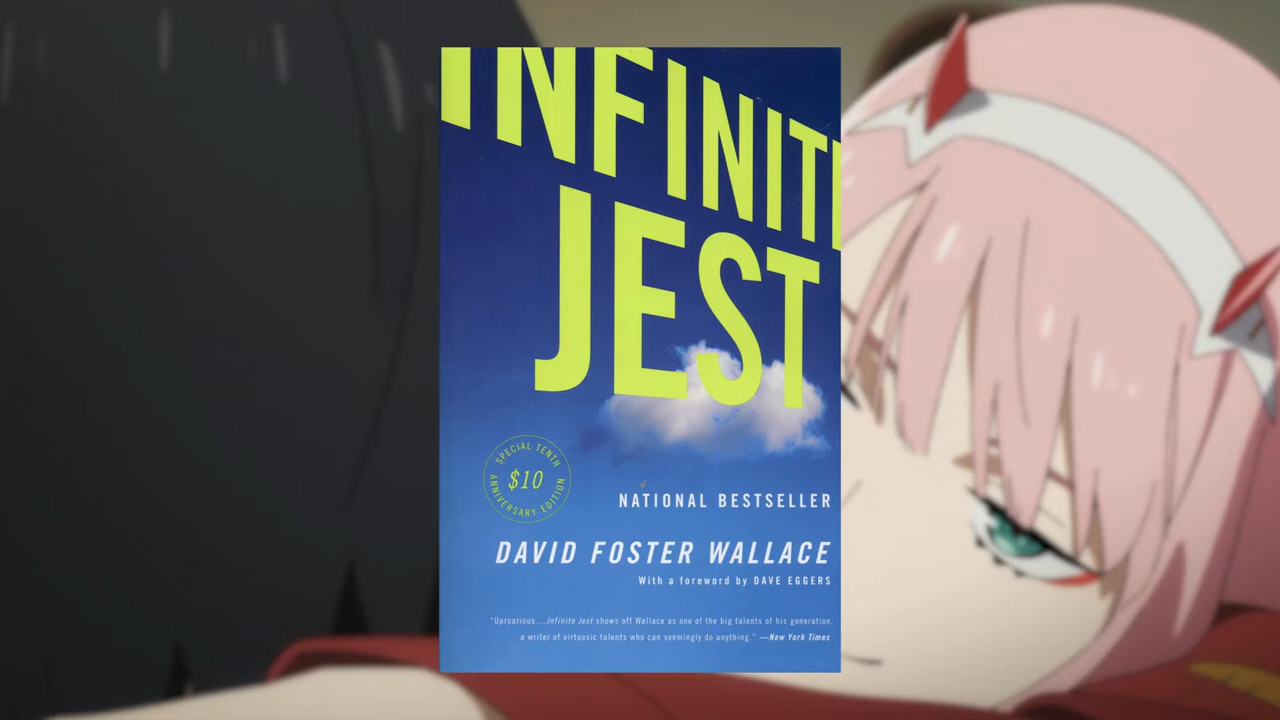 INFINITE
JEST
SPECIAL TENTH
$10
ANNIVERSARY EDITION
NATIONAL BESTSELLER
DAVID FOSTER WALLACE
With a foreword by DAVE EGGERS
"Uproarious....Infinite Jest shows off Wallace as one of the big talents of his generation,
a writer of virtuosic talents who can seemingly do anything." —New York Times